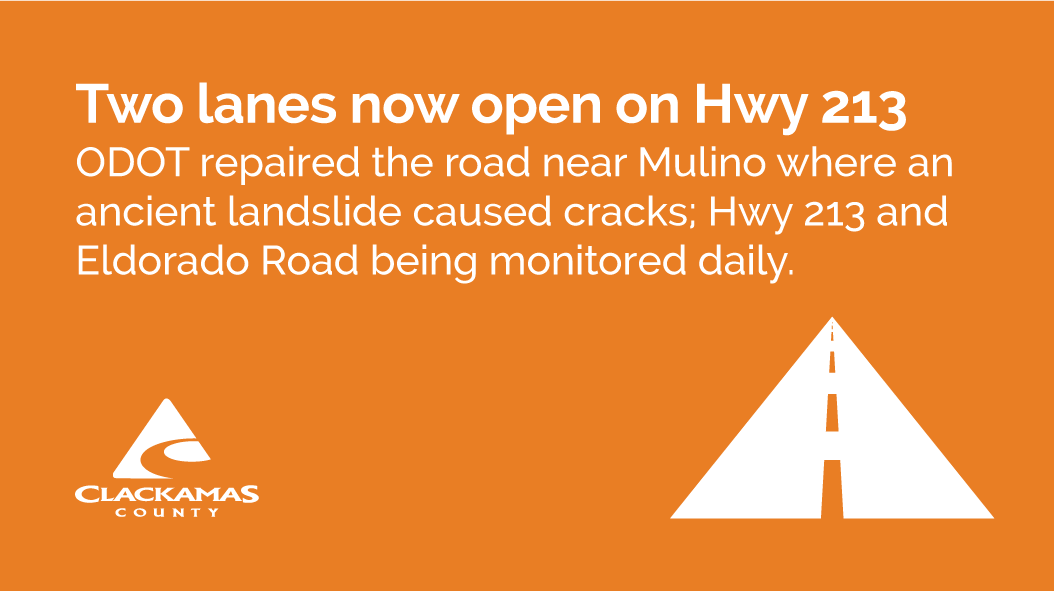 Two lanes now open on Hwy 213
ODOT repaired the road near Mulino where an
ancient landslide caused cracks; Hwy 213 and
Eldorado Road being monitored daily.
CLACKAMAS
COUNTY